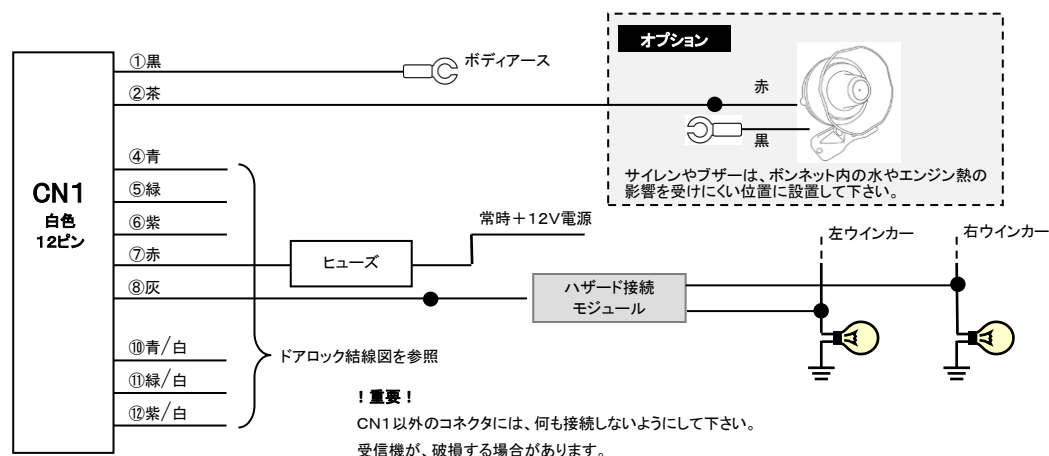 オプション
①黒
ボディアース
②茶
赤
黒
サイレンやブザーは、ボンネット内の水やエンジン熱の
影響を受けにくい位置に設置して下さい。
CN1
白色
12ピン
④青
⑤緑
⑥紫
⑦赤
ヒューズ
常時+12V電源
⑧灰
ハザード接続
モジュール
左ウインカー
右ウインカー
⑩青/白
⑪緑/白
⑫紫/白
ドアロック結線図を参照
!重要!
CN1以外のコネクタには、何も接続しないようにして下さい。
受信機が、破損する場合があります。